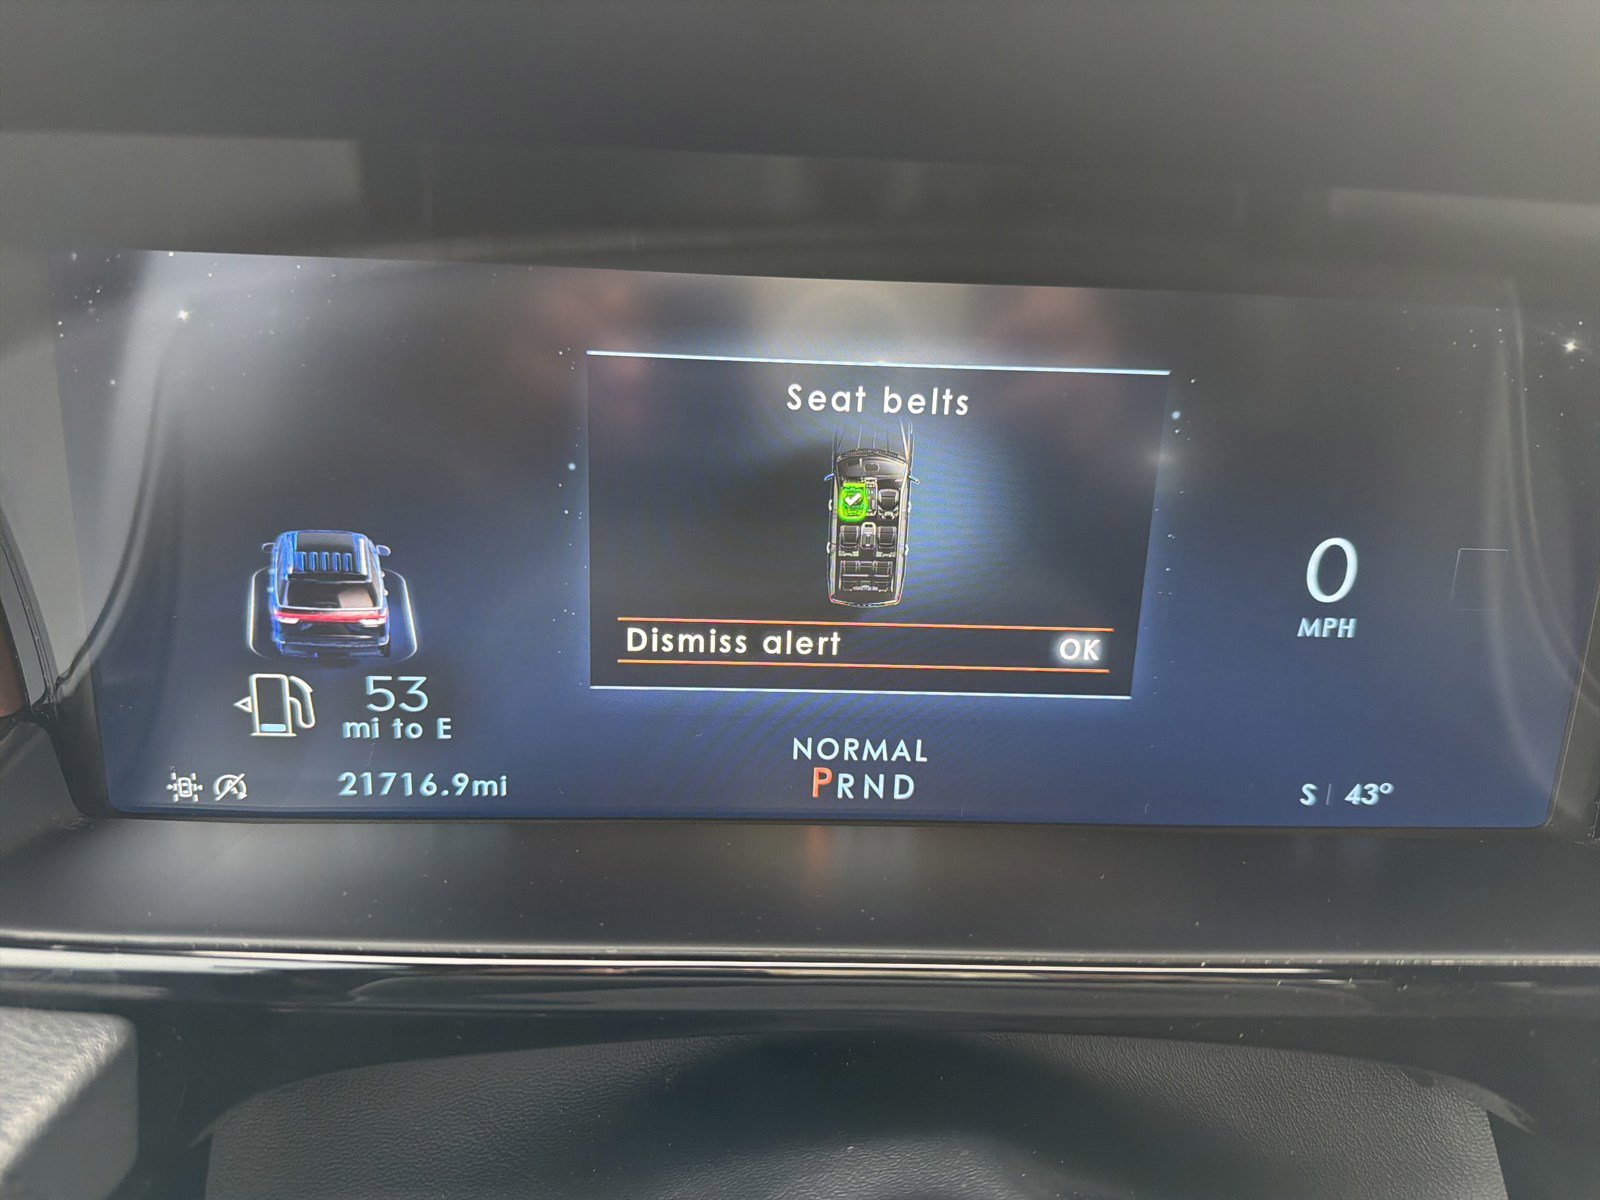 Seat belts
Dismiss alert OK
0
MPH
53
mi to E
21716.9mi
NORMAL
PRND
S | 43°